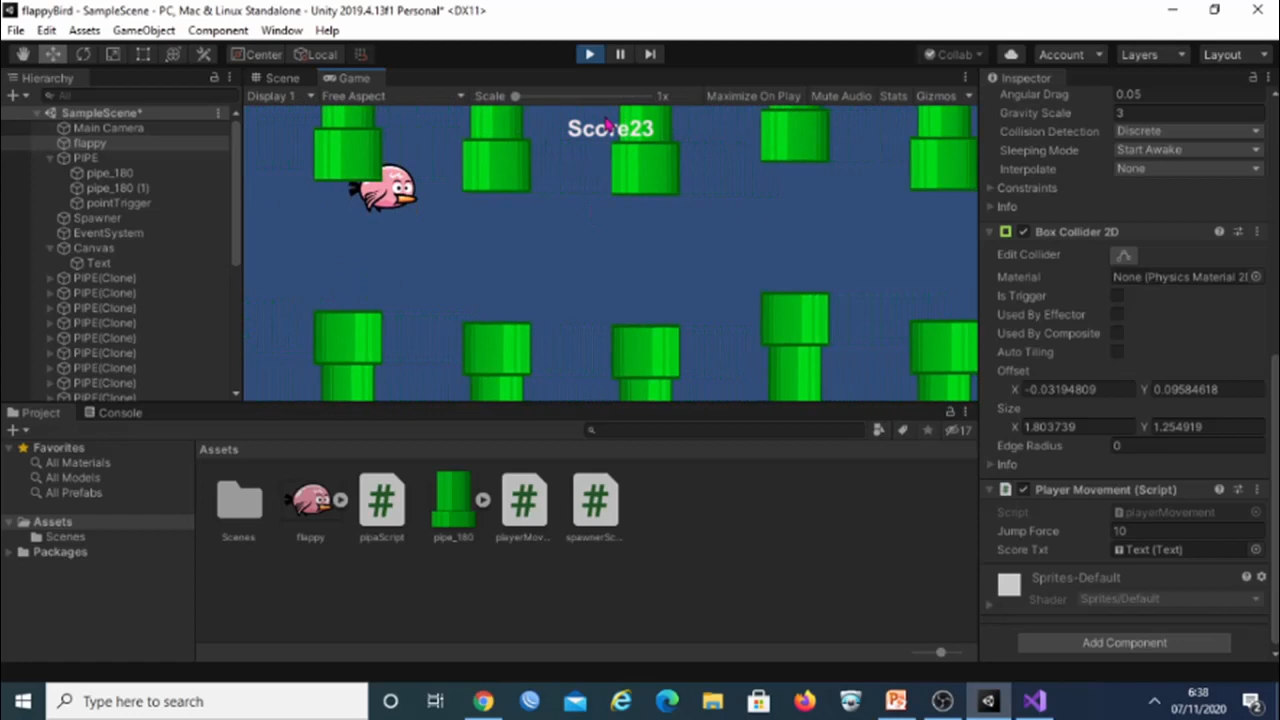 flappyBird - SampleScene - PC, Mac & Linux Standalone - Unity 2019.4.13f1 Personal* <DX11>
File Edit Assets GameObject Component Window Help
Center Local Collab Account Layers Layout
Hierarchy Scene Game Inspector
All Display 1 Free Aspect Scale 1x Maximize On Play Mute Audio Stats Gizmos
SampleScene*
Main Camera
flappy
PIPE
pipe_180
pipe_180 (1)
pointTrigger
Spawner
EventSystem
Canvas
Text
PIPE(Clone)
PIPE(Clone)
PIPE(Clone)
PIPE(Clone)
PIPE(Clone)
PIPE(Clone)
PIPE(Clone)
PIPE(Clone)
PIPE(Clone)
Score23
Angular Drag 0.05
Gravity Scale 3
Collision Detection Discrete
Sleeping Mode Start Awake
Interpolate None
Constraints
Info
Box Collider 2D
Edit Collider
Material None (Physics Material 2
Is Trigger
Used By Effector
Used By Composite
Auto Tiling
Offset
X -0.03194809 Y 0.09584618
Size
X 1.803739 Y 1.254919
Edge Radius 0
Info
Player Movement (Script)
Script playerMovement
Jump Force 10
Score Txt Text (Text)
Sprites-Default
Shader Sprites/Default
Add Component
Project Console
17
Favorites
All Materials
All Models
All Prefabs
Assets
Scenes
Packages
Assets
Scenes flappy pipaScript pipe_180 playerMov... spawnerSc...
Type here to search
6:38
07/11/2020
2